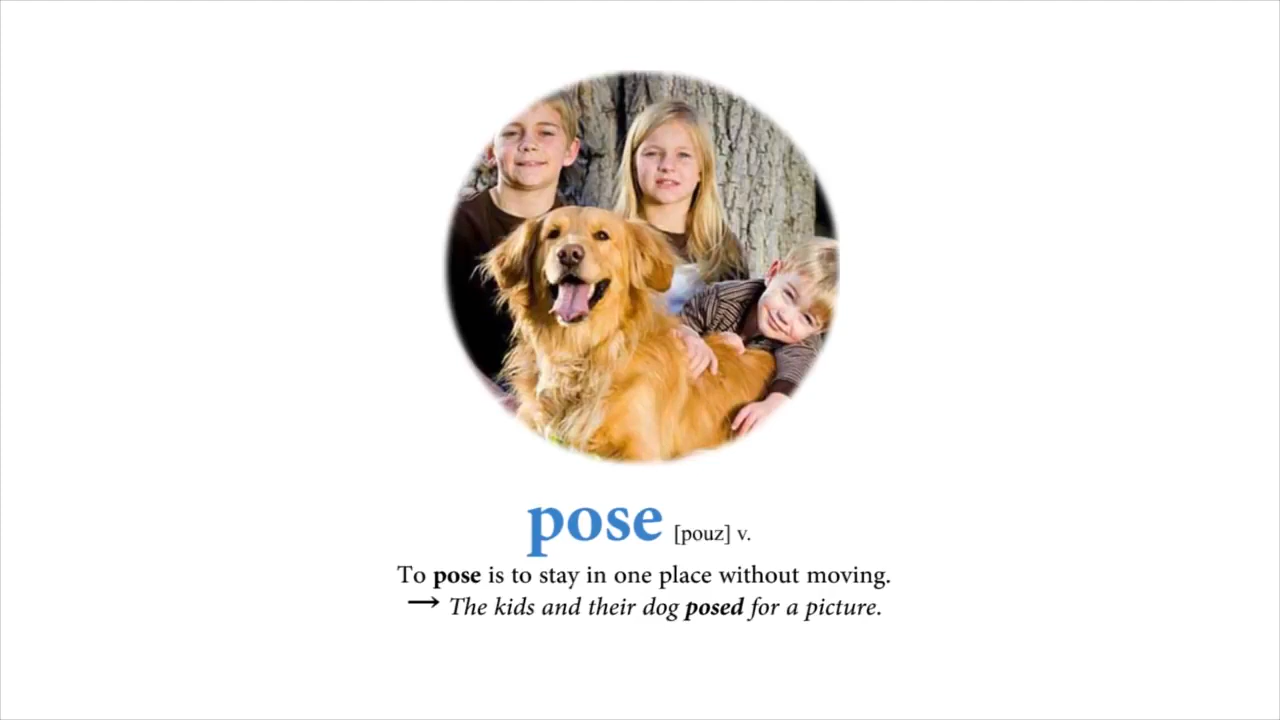 pose [pouz] v.
To pose is to stay in one place without moving.
→ The kids and their dog posed for a picture.